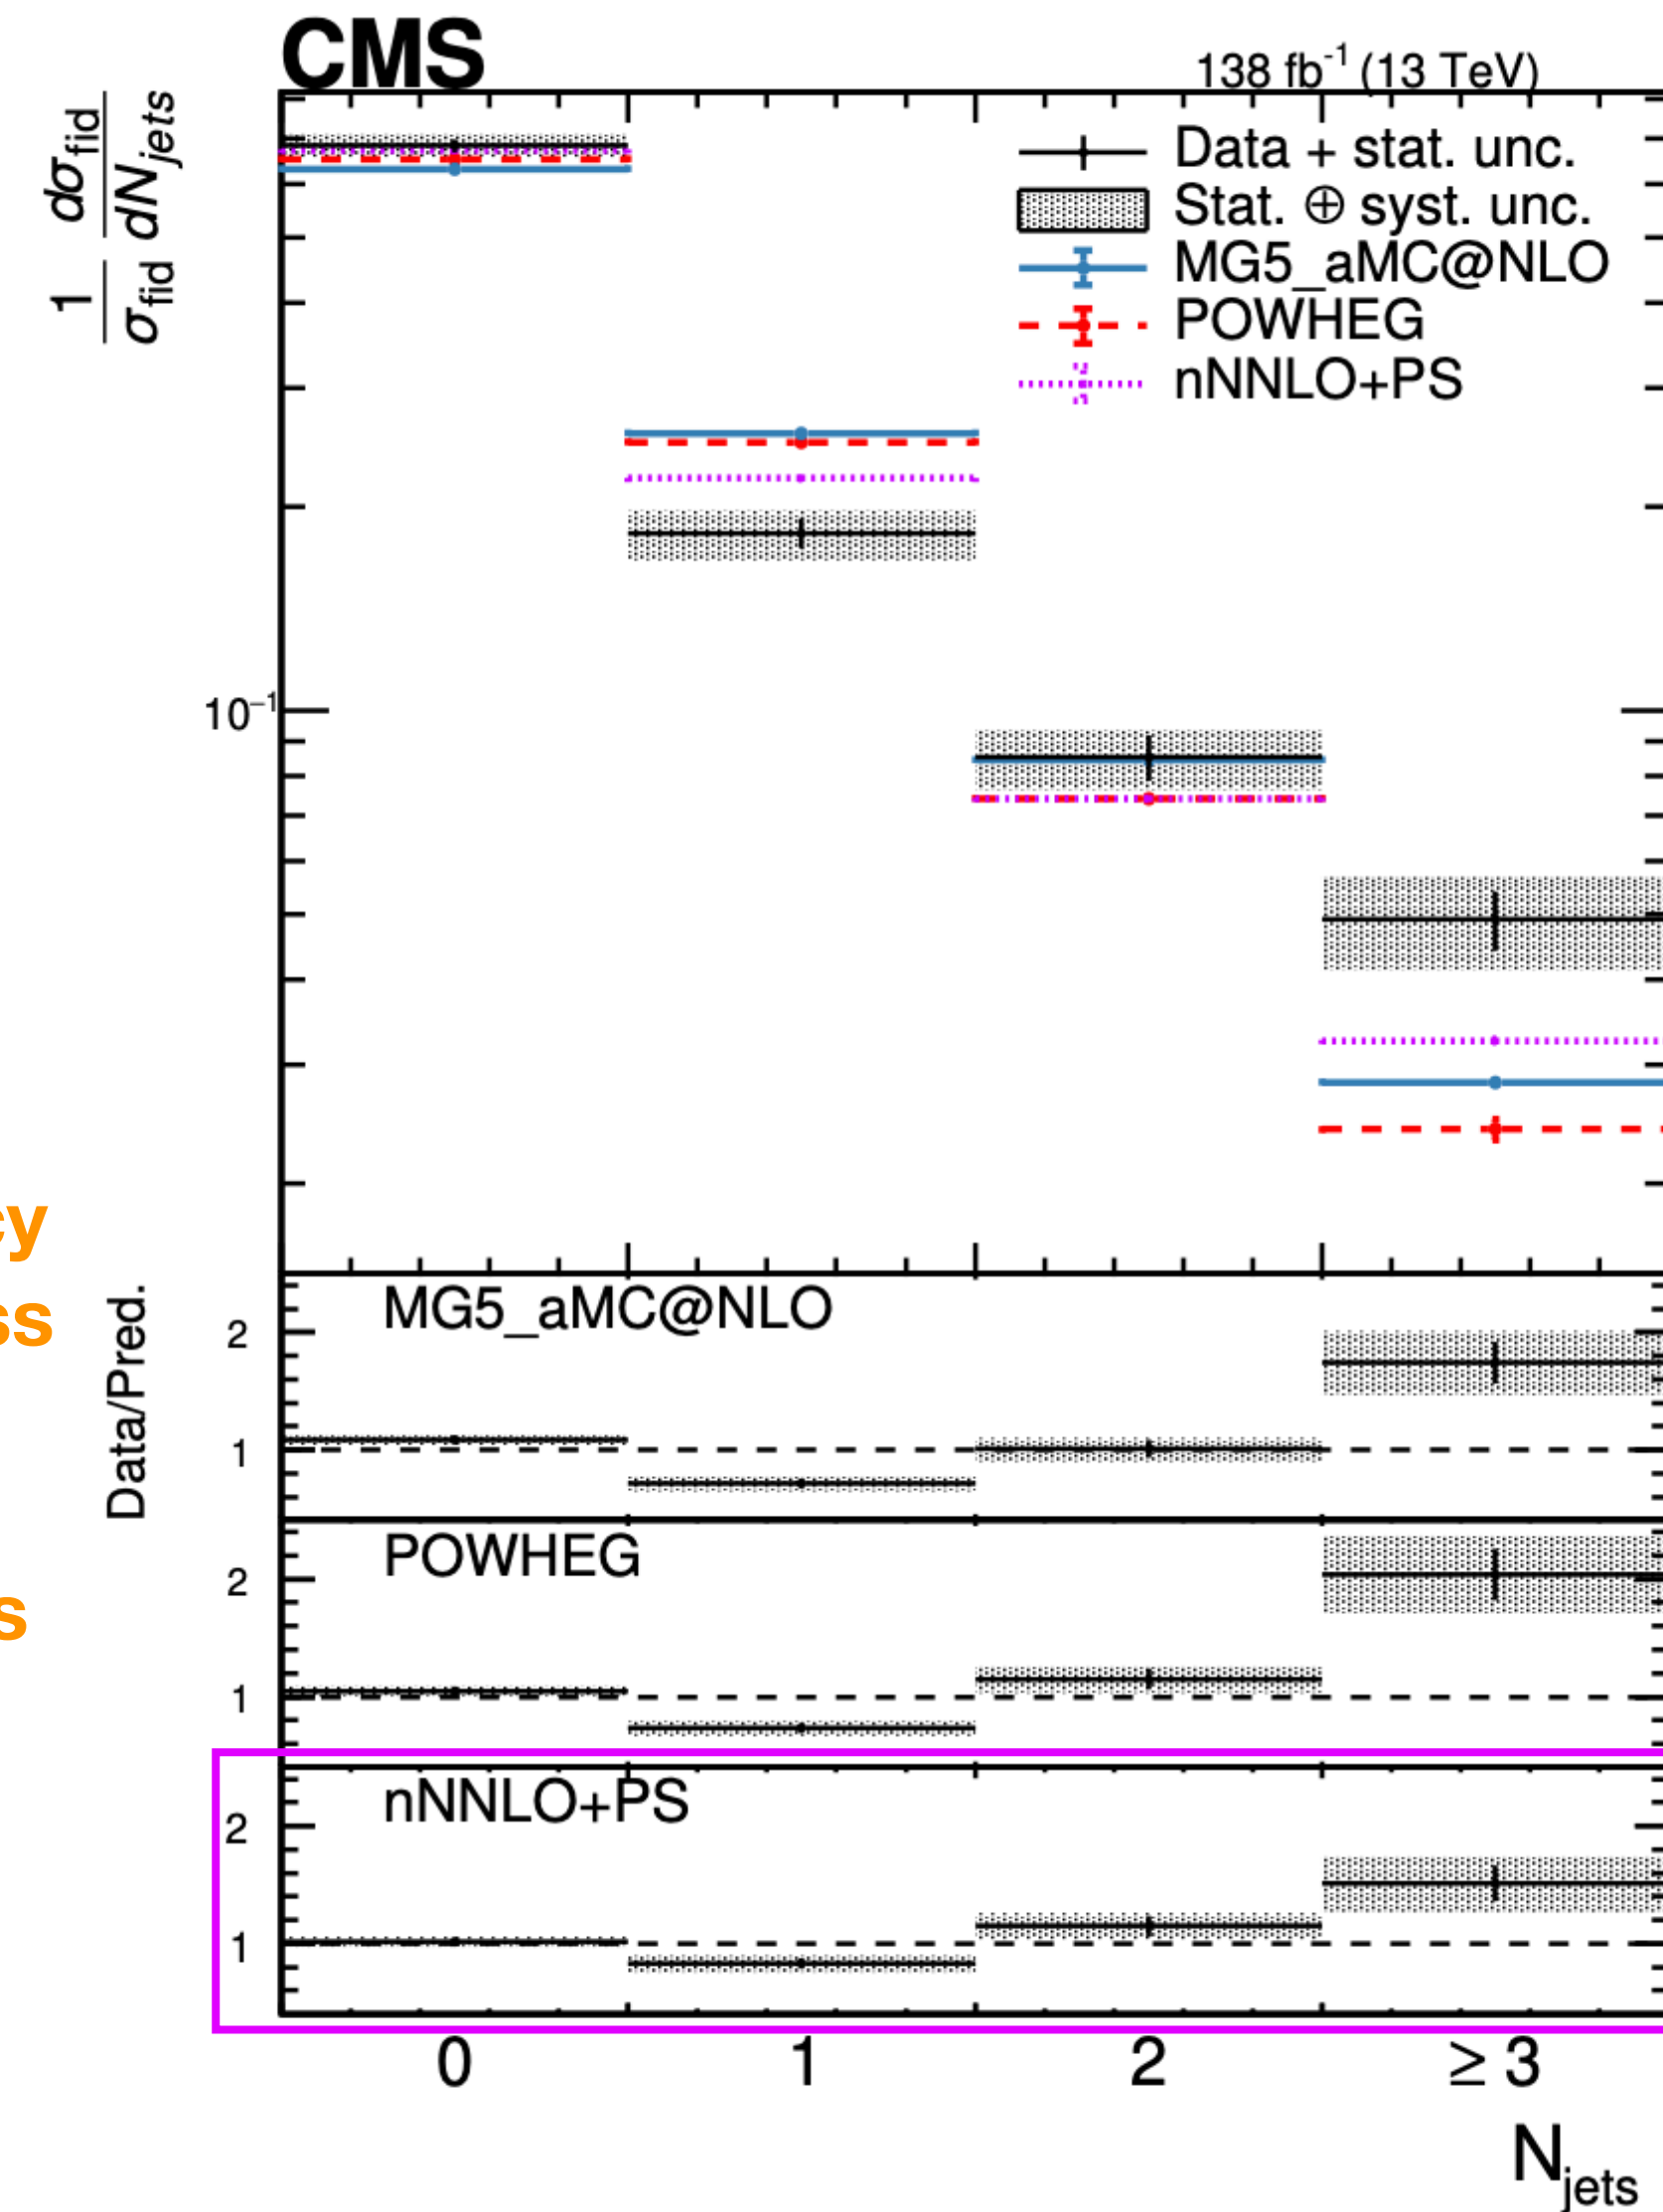 CMS
138 fb⁻¹ (13 TeV)
1/σfid dσfid/dNjets
Data + stat. unc.
Stat. ⊕ syst. unc.
MG5_aMC@NLO
POWHEG
nNNLO+PS
10⁻¹
cy
ss
s
Data/Pred.
MG5_aMC@NLO
2
1
POWHEG
2
1
nNNLO+PS
2
1
0 1 2 ≥ 3
Njets